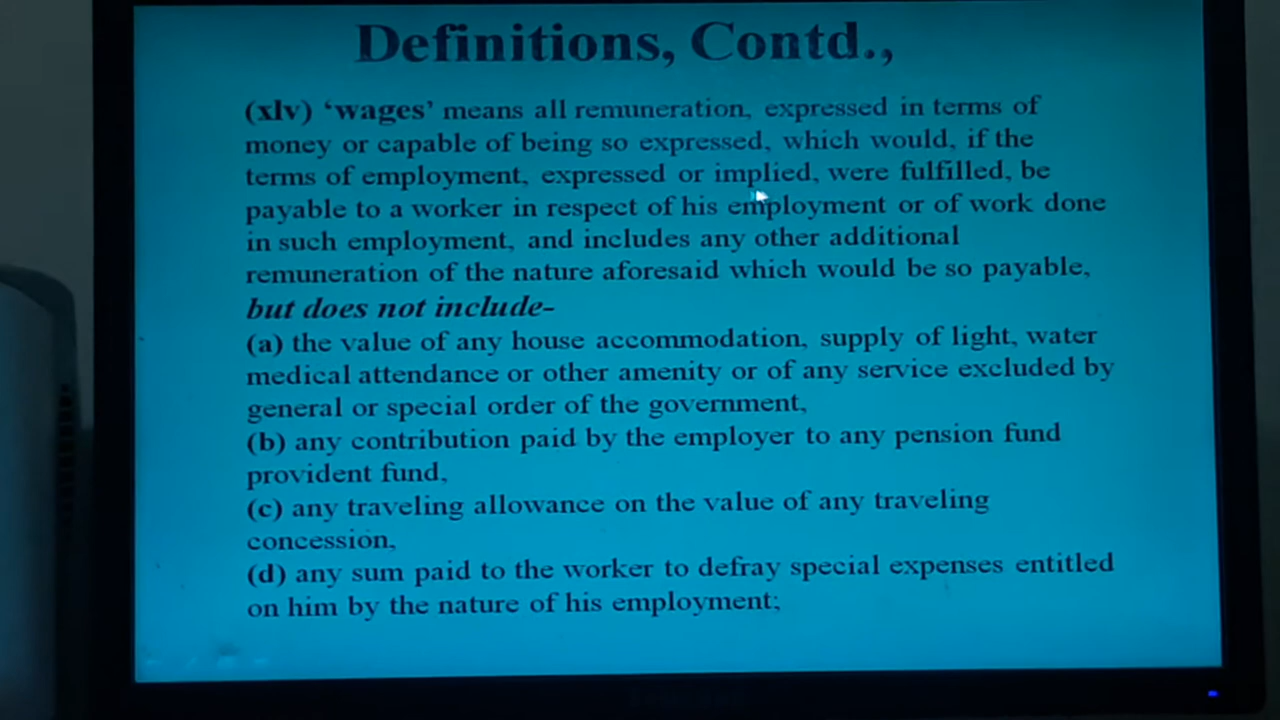 Definitions, Contd.,
(xlv) ‘wages’ means all remuneration, expressed in terms of
money or capable of being so expressed, which would, if the
terms of employment, expressed or implied, were fulfilled, be
payable to a worker in respect of his employment or of work done
in such employment, and includes any other additional
remuneration of the nature aforesaid which would be so payable,
but does not include-
(a) the value of any house accommodation, supply of light, water
medical attendance or other amenity or of any service excluded by
general or special order of the government,
(b) any contribution paid by the employer to any pension fund
provident fund,
(c) any traveling allowance on the value of any traveling
concession,
(d) any sum paid to the worker to defray special expenses entitled
on him by the nature of his employment;